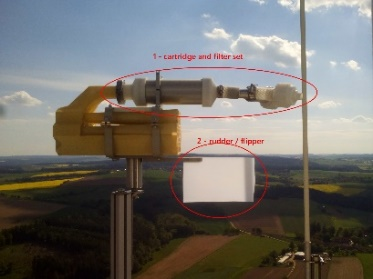 1 - cartridge and filter set
2 - rudder / flipper